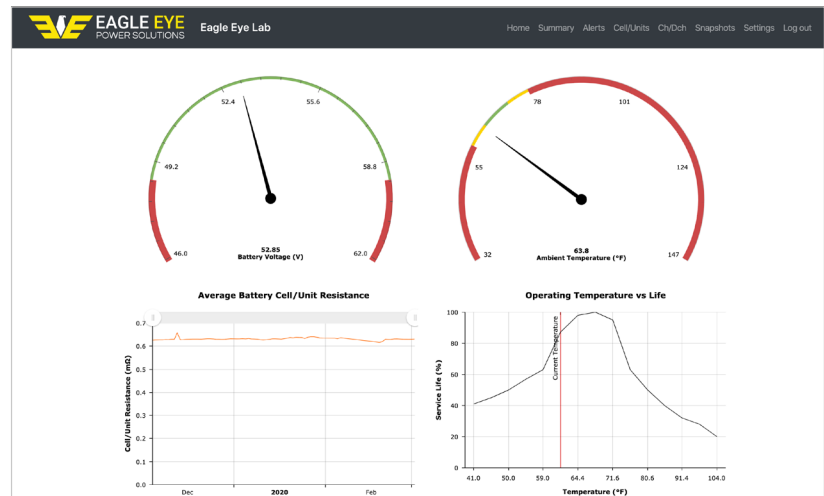 EAGLE EYE
POWER SOLUTIONS
Eagle Eye Lab
Home Summary Alerts Cell/Units Ch/Dch Snapshots Settings Log out
52.4 55.6
49.2 58.8
46.0 62.0
52.85
Battery Voltage (V)
78 101
55 124
32 147
63.8
Ambient Temperature (°F)
Average Battery Cell/Unit Resistance
Cell/Unit Resistance (mΩ)
0.7
0.6
0.5
0.4
0.3
0.2
0.1
0.0
Dec 2020 Feb
Operating Temperature vs Life
Service Life (%)
100
80
60
40
20
0
Current Temperature
41.0 50.0 59.0 64.4 71.6 80.6 91.4 104.0
Temperature (°F)